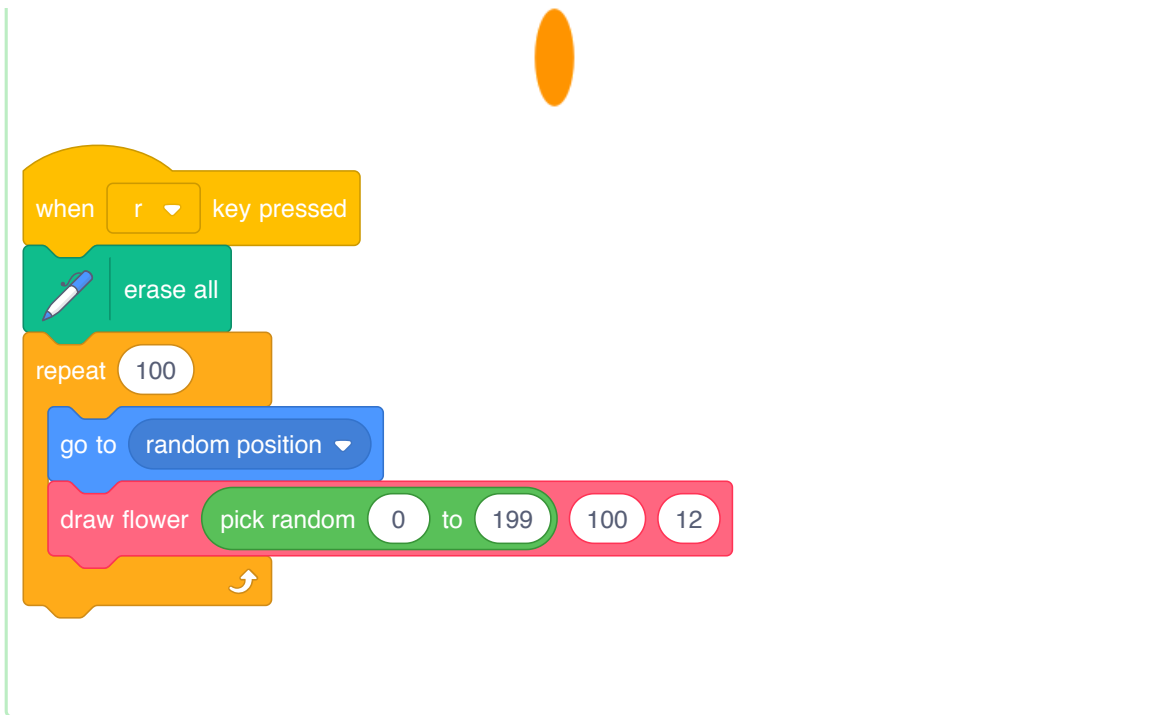 when r key pressed
erase all
repeat 100
go to random position
draw flower pick random 0 to 199 100 12